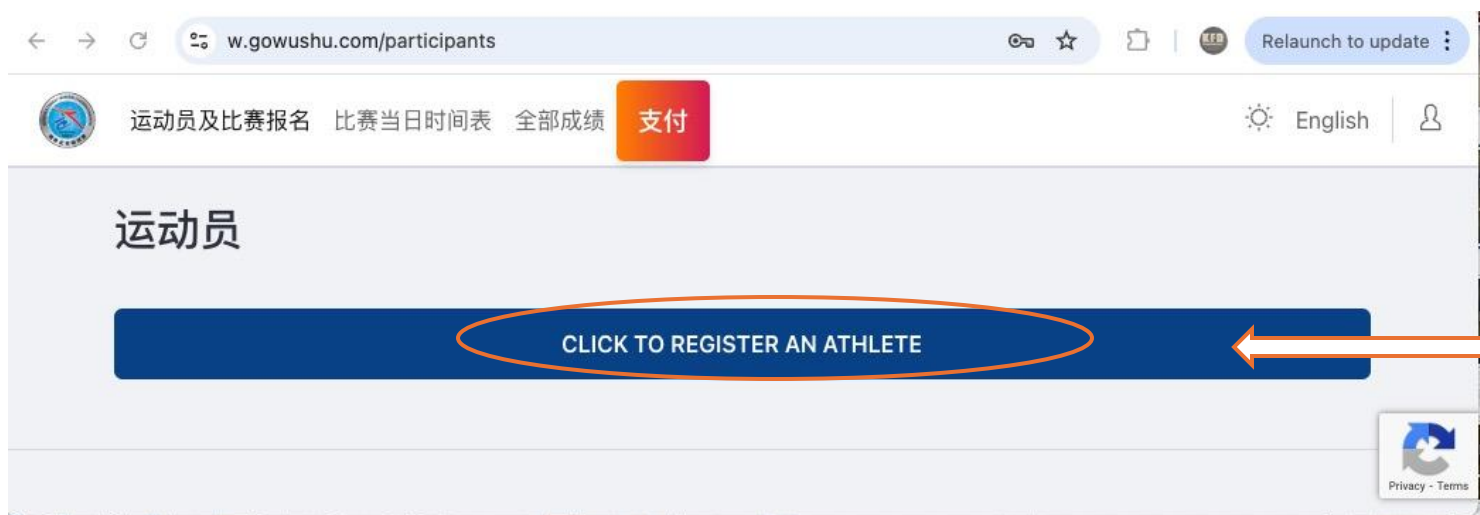 w.gowushu.com/participants
Relaunch to update
运动员及比赛报名 比赛当日时间表 全部成绩 支付
English
运动员
CLICK TO REGISTER AN ATHLETE
Privacy - Terms